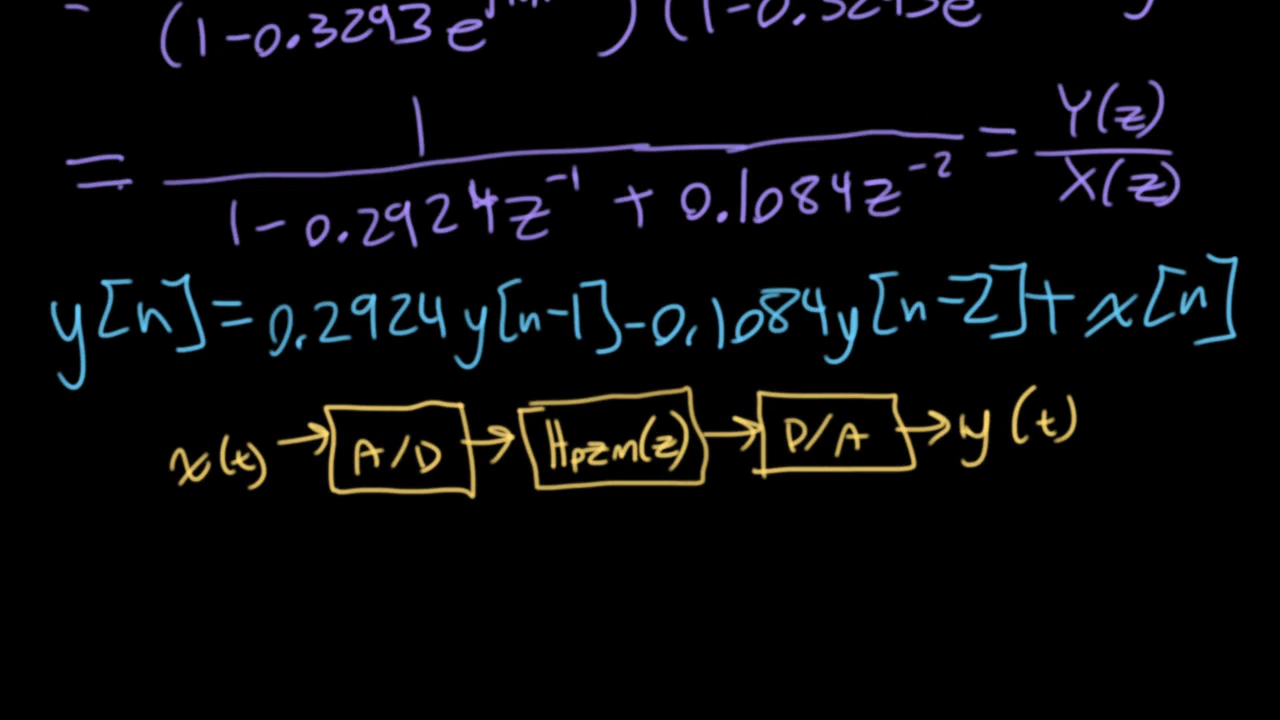 = (1-0.3293e ) (1-0.3293e
= 1 / (1-0.2924z^-1 + 0.1084z^-2) = Y(z)/X(z)
y[n]=0.2924y[n-1]-0.1084y[n-2]+x[n]
x(t) → A/D → Hpzm(z) → D/A → y(t)